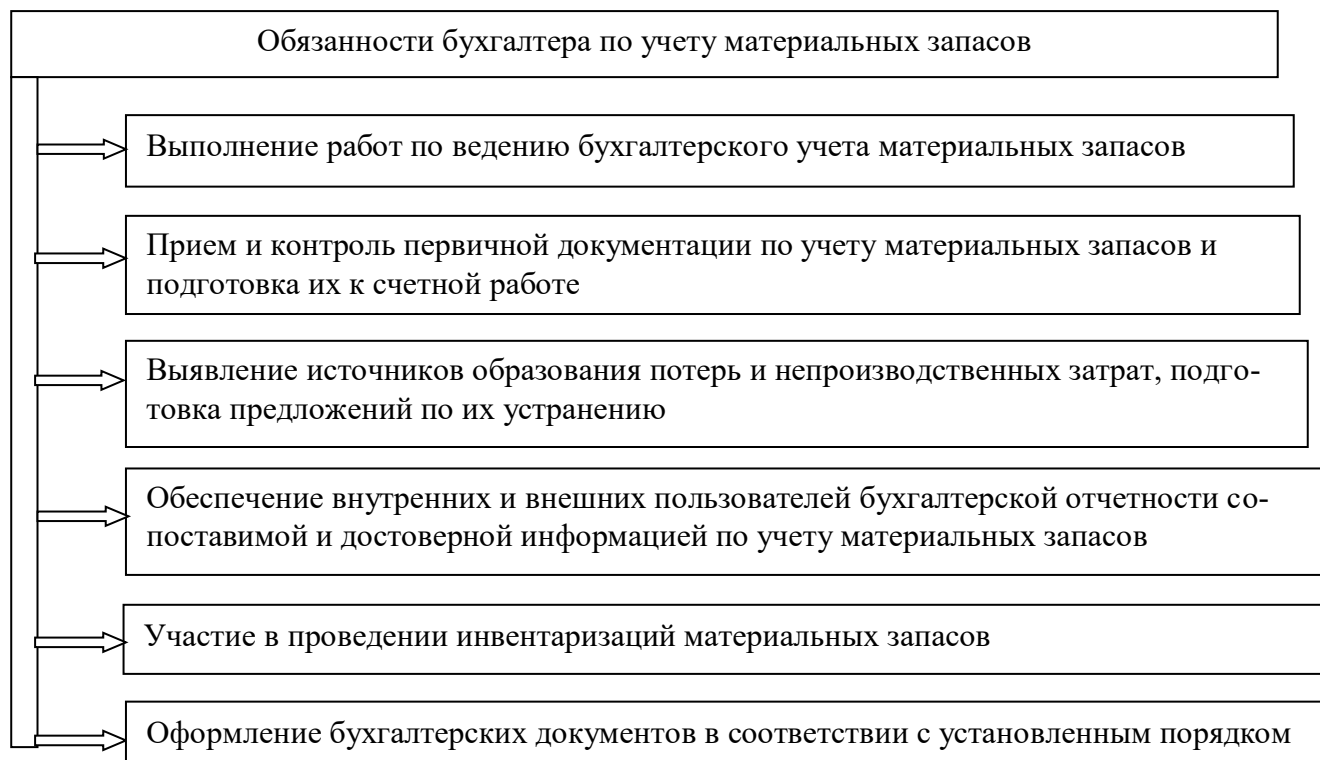 Обязанности бухгалтера по учету материальных запасов
Выполнение работ по ведению бухгалтерского учета материальных запасов
Прием и контроль первичной документации по учету материальных запасов и
подготовка их к счетной работе
Выявление источников образования потерь и непроизводственных затрат, подго-
товка предложений по их устранению
Обеспечение внутренних и внешних пользователей бухгалтерской отчетности со-
поставимой и достоверной информацией по учету материальных запасов
Участие в проведении инвентаризаций материальных запасов
Оформление бухгалтерских документов в соответствии с установленным порядком